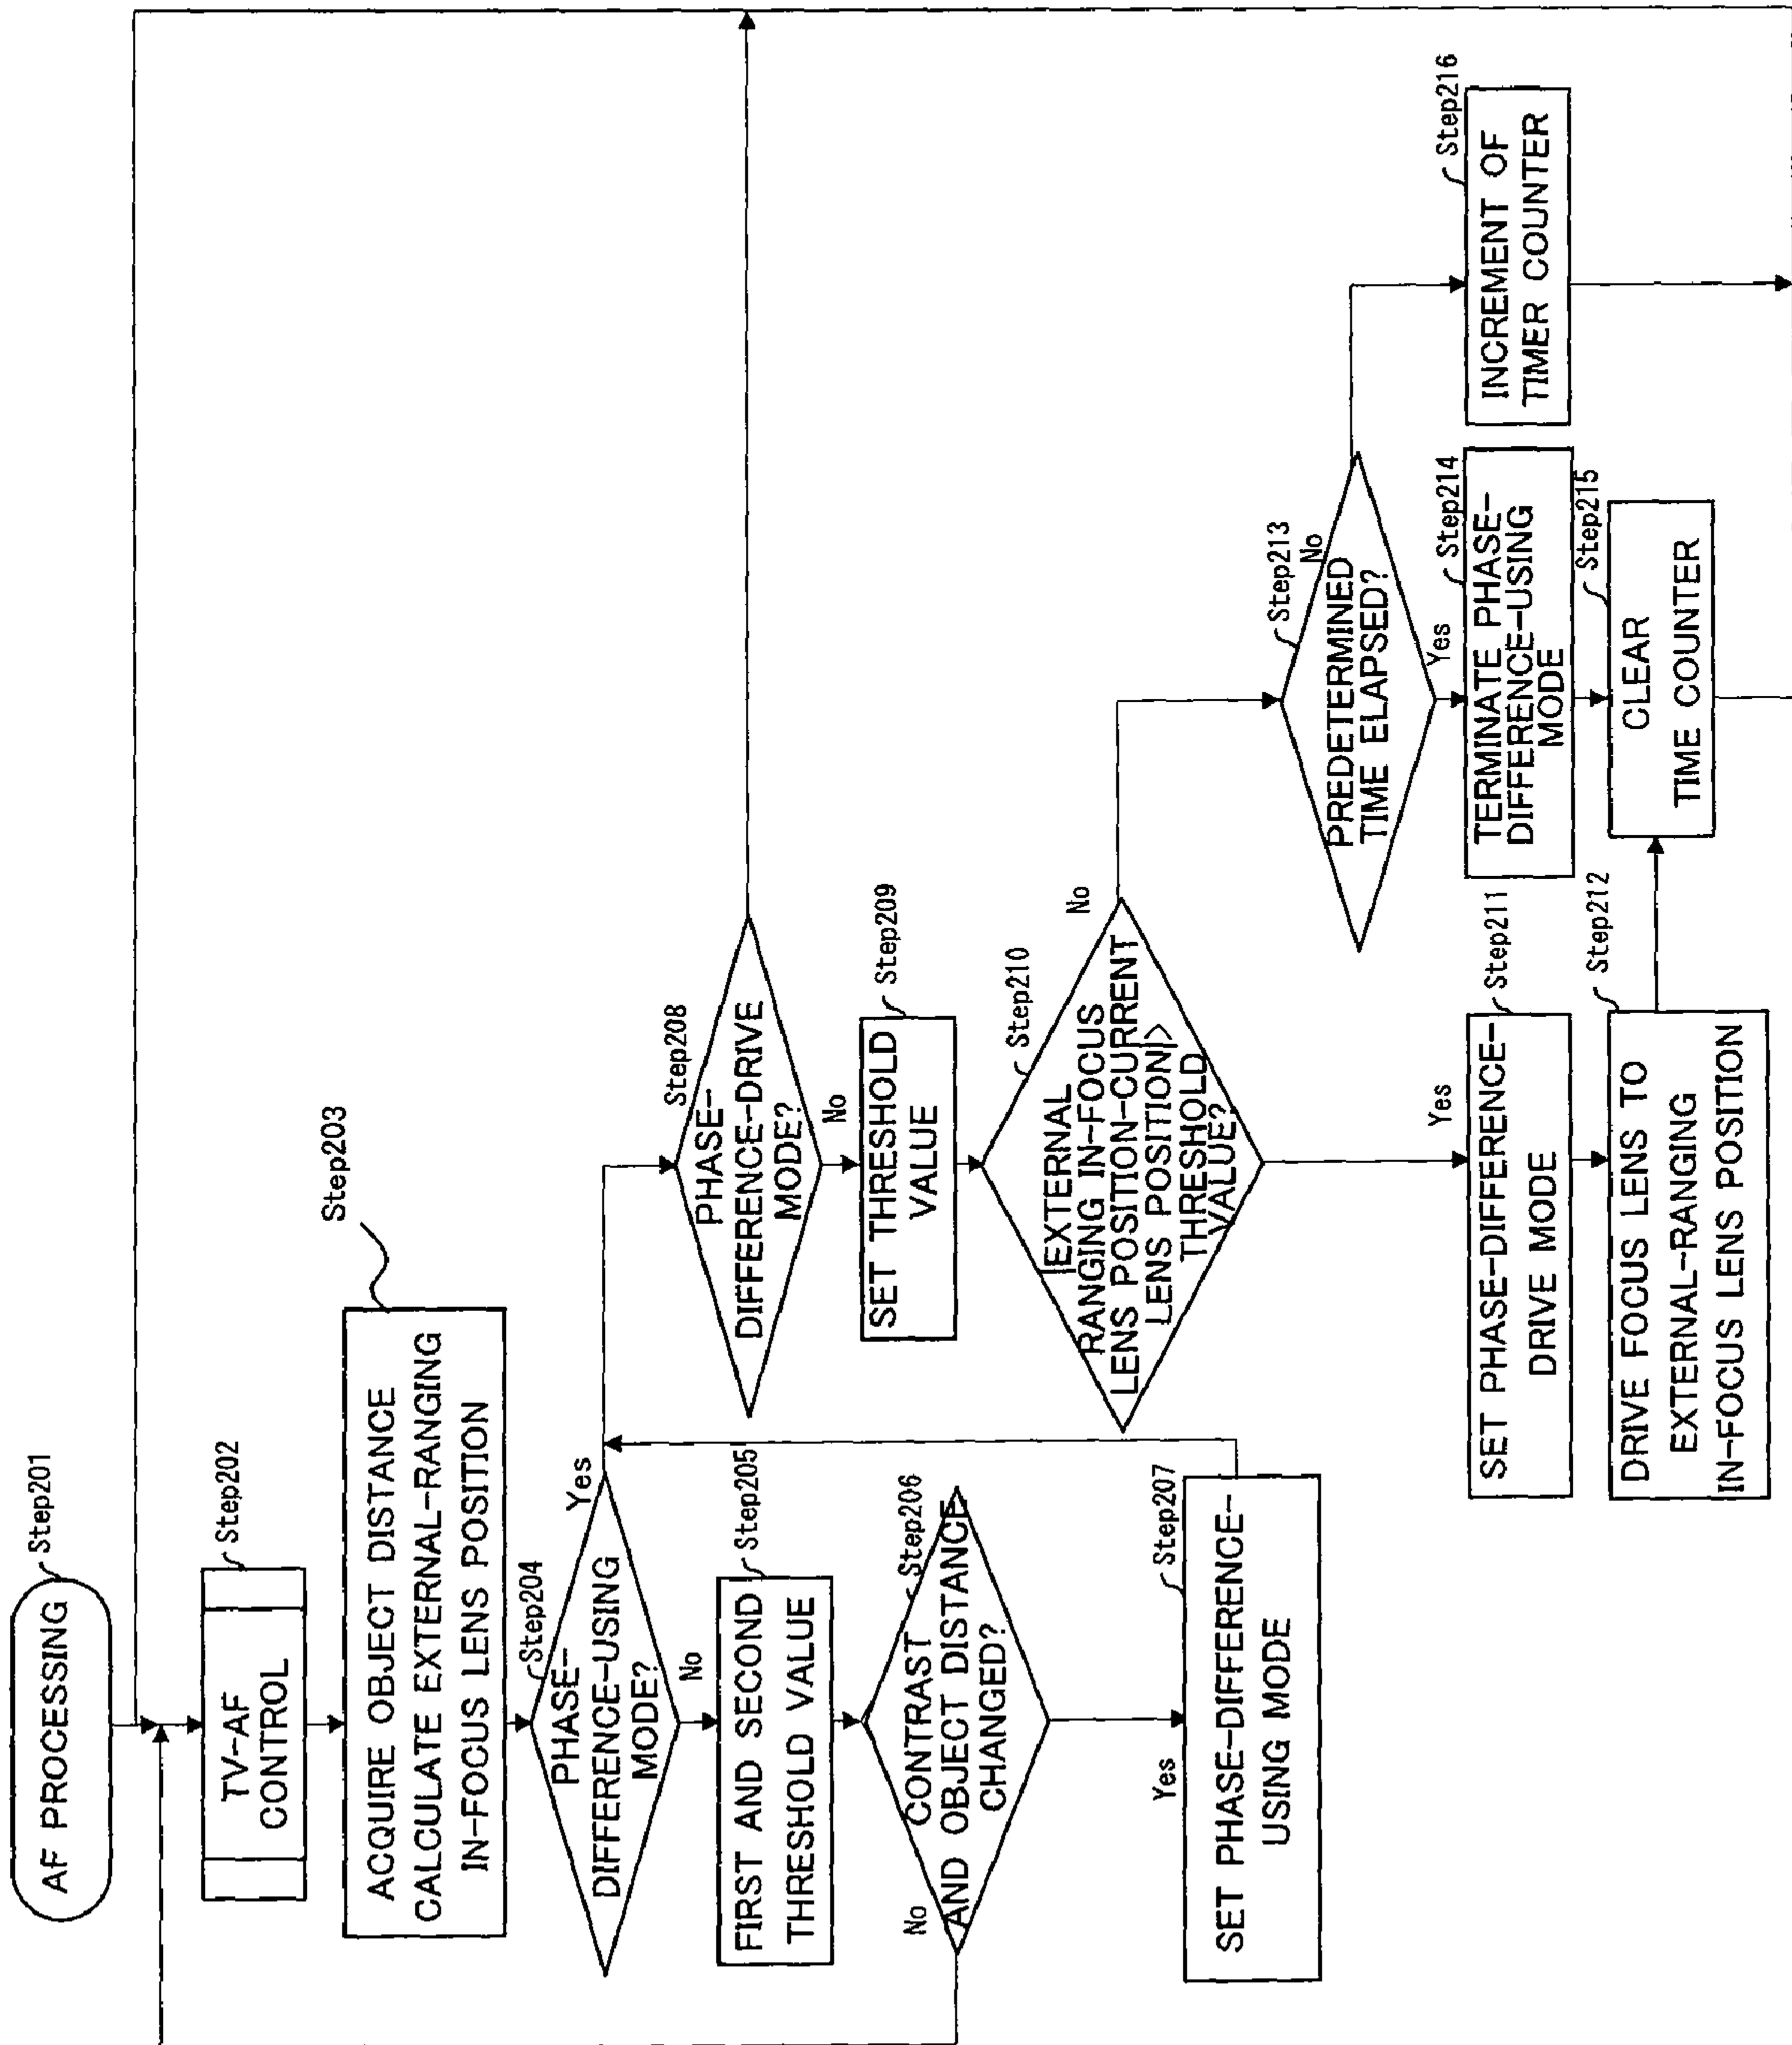 AF PROCESSING
Step201
TV-AF
CONTROL
Step202
ACQUIRE OBJECT DISTANCE
CALCULATE EXTERNAL-RANGING
IN-FOCUS LENS POSITION
Step203
PHASE-
DIFFERENCE-USING
MODE?
Step204
Yes
No
FIRST AND SECOND
THRESHOLD VALUE
Step205
CONTRAST
AND OBJECT DISTANCE
CHANGED?
Step206
No
Yes
SET PHASE-DIFFERENCE-
USING MODE
Step207
PHASE-
DIFFERENCE-DRIVE
MODE?
Step208
No
SET THRESHOLD
VALUE
Step209
|EXTERNAL
RANGING IN-FOCUS
LENS POSITION-CURRENT
LENS POSITION|>
THRESHOLD
VALUE?
Step210
No
Yes
SET PHASE-DIFFERENCE-
DRIVE MODE
Step211
DRIVE FOCUS LENS TO
EXTERNAL-RANGING
IN-FOCUS LENS POSITION
Step212
PREDETERMINED
TIME ELAPSED?
Step213
No
Yes
TERMINATE PHASE-
DIFFERENCE-USING
MODE
Step214
CLEAR
TIME COUNTER
Step215
INCREMENT OF
TIMER COUNTER
Step216